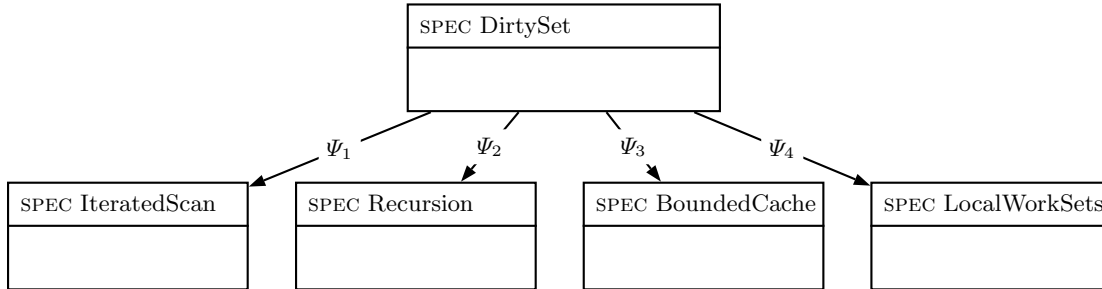 SPEC DirtySet
Ψ1
Ψ2
Ψ3
Ψ4
SPEC IteratedScan
SPEC Recursion
SPEC BoundedCache
SPEC LocalWorkSets